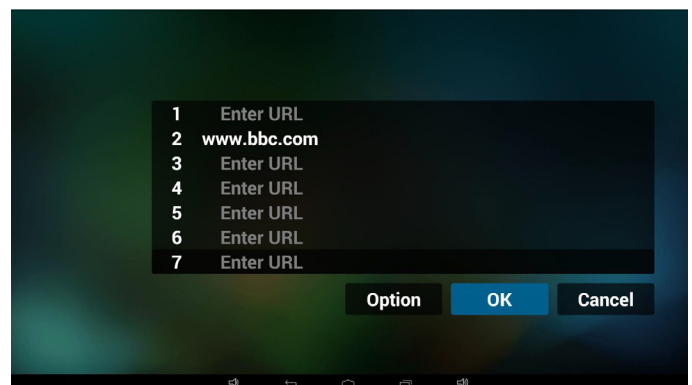 1 Enter URL
2 www.bbc.com
3 Enter URL
4 Enter URL
5 Enter URL
6 Enter URL
7 Enter URL
Option OK Cancel